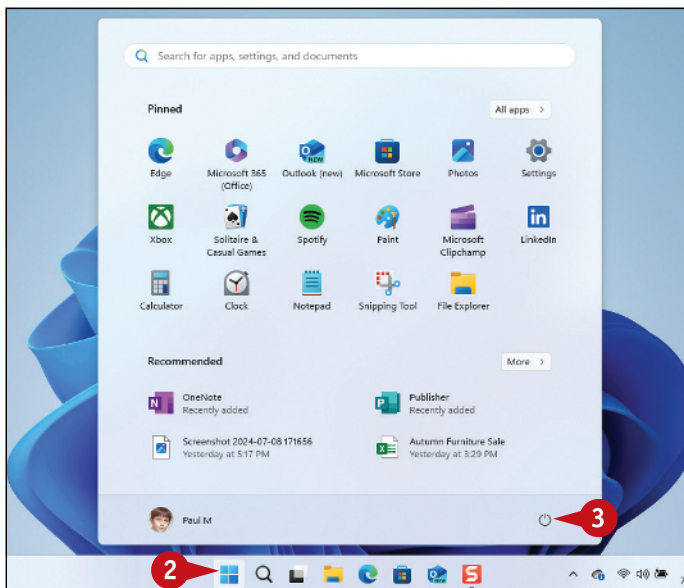 Search for apps, settings, and documents
Pinned
All apps >
Edge
Microsoft 365
(Office)
Outlook (new)
Microsoft Store
Photos
Settings
Xbox
Solitaire &
Casual Games
Spotify
Paint
Microsoft
Clipchamp
LinkedIn
Calculator
Clock
Notepad
Snipping Tool
File Explorer
Recommended
More >
OneNote
Recently added
Publisher
Recently added
Screenshot 2024-07-08 171656
Yesterday at 5:17 PM
Autumn Furniture Sale
Yesterday at 3:29 PM
Paul M
3
2